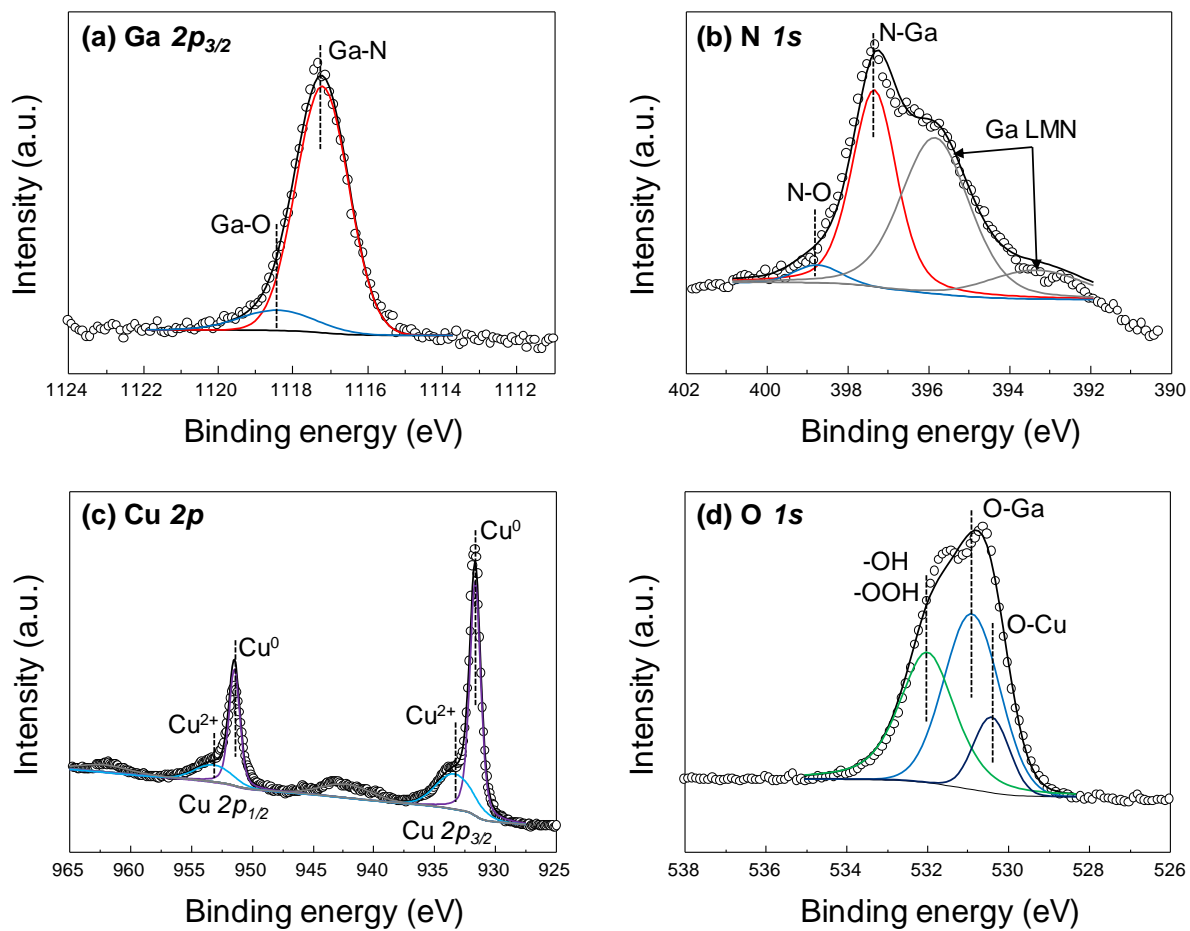 (a) Ga 2p3/2
Ga-N
Ga-O
Intensity (a.u.)
1124 1122 1120 1118 1116 1114 1112
Binding energy (eV)
(b) N 1s
N-Ga
Ga LMN
N-O
Intensity (a.u.)
402 400 398 396 394 392 390
Binding energy (eV)
(c) Cu 2p
Cu0
Cu0
Cu2+
Cu2+
Cu 2p1/2
Cu 2p3/2
Intensity (a.u.)
965 960 955 950 945 940 935 930 925
Binding energy (eV)
(d) O 1s
O-Ga
-OH
-OOH
O-Cu
Intensity (a.u.)
538 536 534 532 530 528 526
Binding energy (eV)